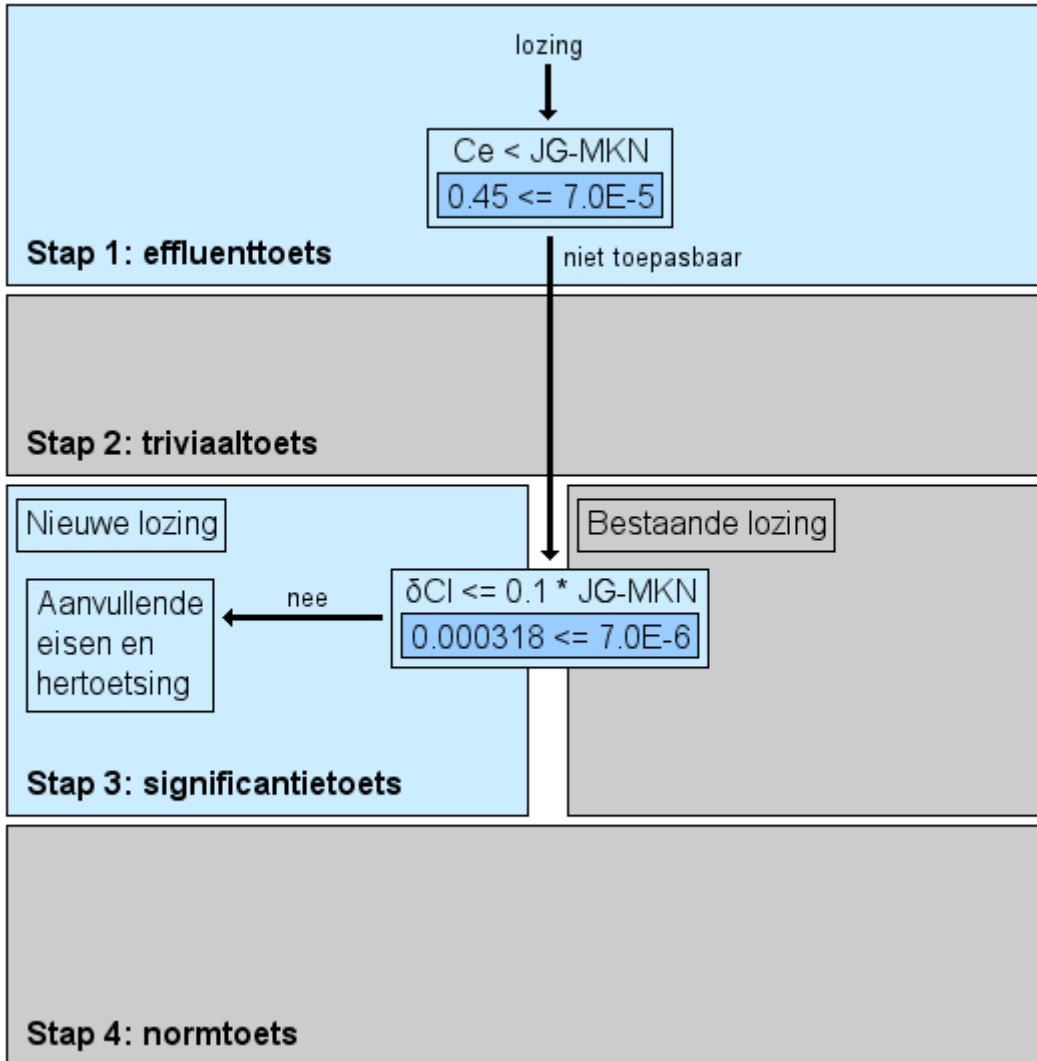 lozing
Ce < JG-MKN
0.45 <= 7.0E-5
Stap 1: effluenttoets
niet toepasbaar
Stap 2: triviaaltoets
Nieuwe lozing
Bestaande lozing
δCl <= 0.1 * JG-MKN
0.000318 <= 7.0E-6
nee
Aanvullende
eisen en
hertoetsing
Stap 3: significantietoets
Stap 4: normtoets